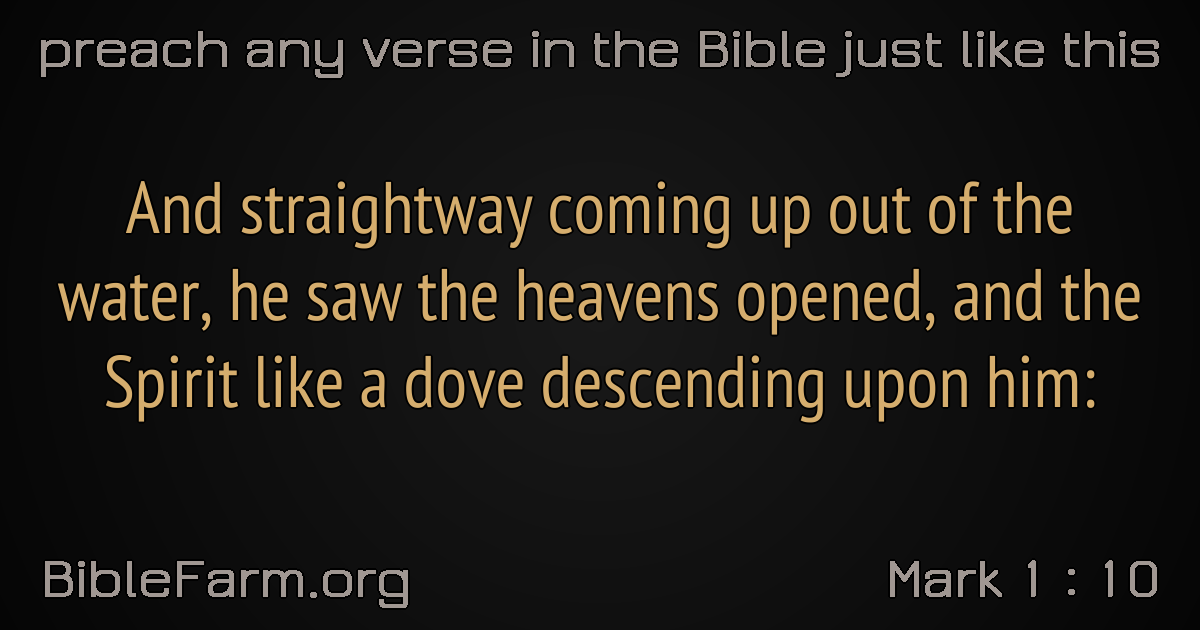 preach any verse in the Bible just like this
And straightway coming up out of the
water, he saw the heavens opened, and the
Spirit like a dove descending upon him:
BibleFarm.org
Mark 1 : 10